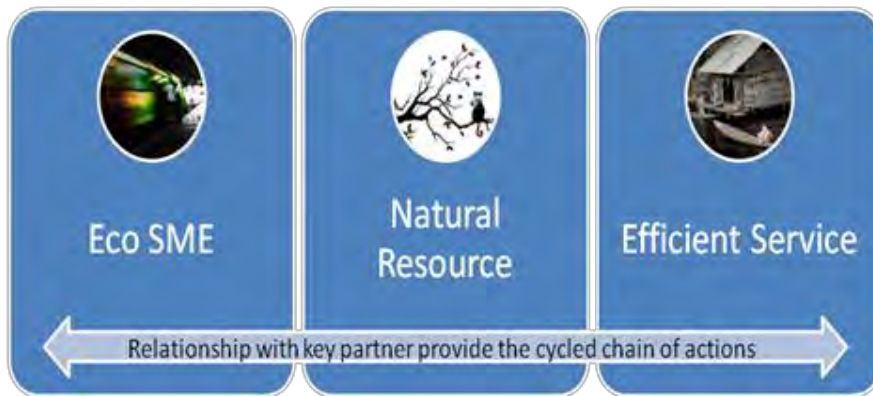 Eco SME
Natural
Resource
Efficient Service
Relationship with key partner provide the cycled chain of actions